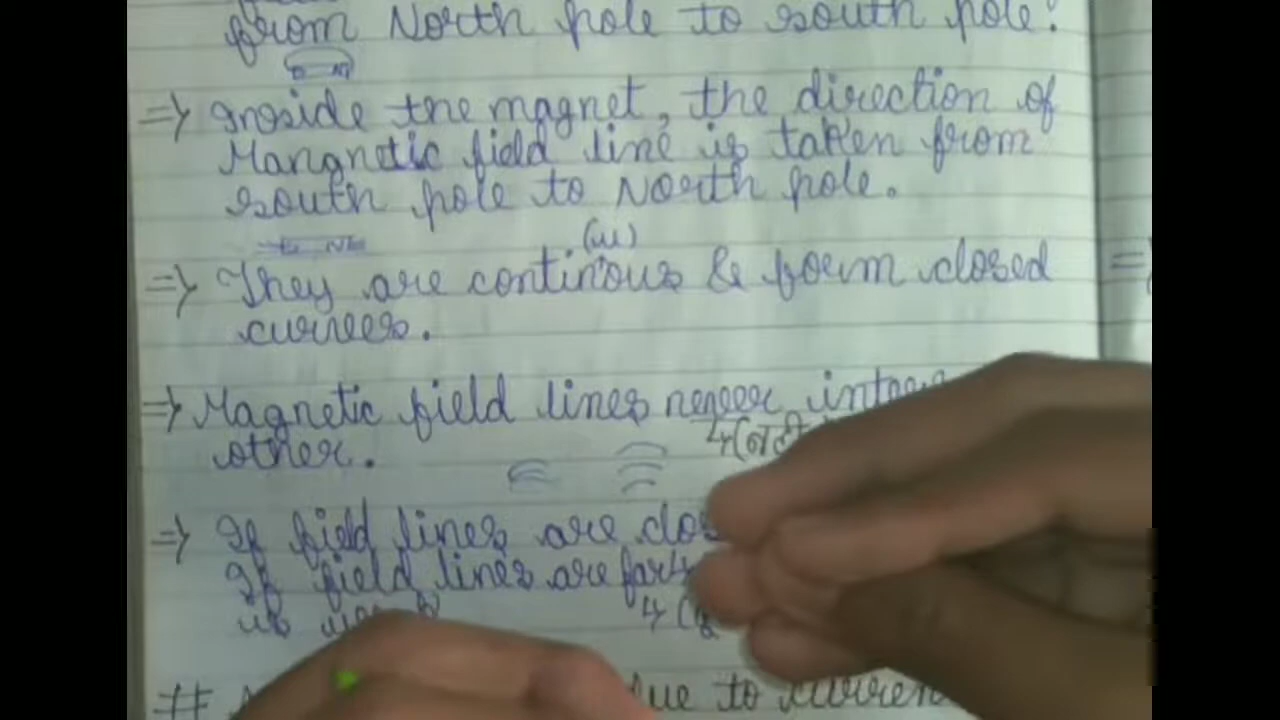 from North pole to south pole.
=> Inside the magnet, the direction of
Mangnetic field line is taken from
south pole to North pole.
(u)
=> They are continous & form closed
curves.
=> Magnetic field lines never
other.
=> If field lines are
If field lines are
is
# due to